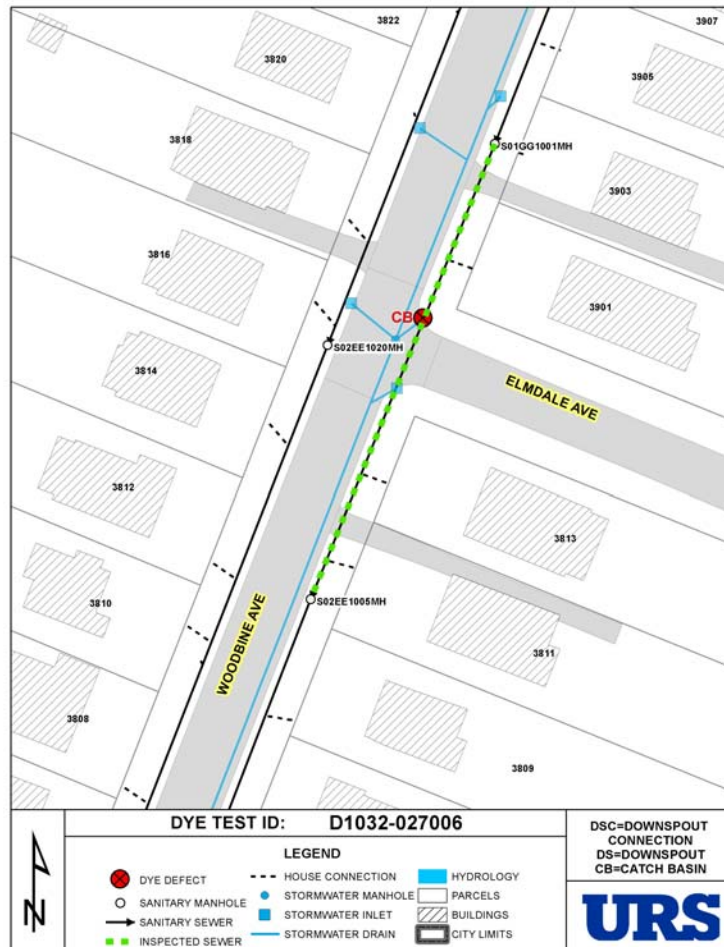 3822
3907
3820
3905
3818
S01GG1001MH
3903
3816
3901
CB
S02EE1020MH
3814
ELMDALE AVE
3812
3813
3810
S02EE1005MH
WOODBINE AVE
3811
3808
3809
DYE TEST ID: D1032-027006
LEGEND
DYE DEFECT
SANITARY MANHOLE
SANITARY SEWER
INSPECTED SEWER
HOUSE CONNECTION
STORMWATER MANHOLE
STORMWATER INLET
STORMWATER DRAIN
HYDROLOGY
PARCELS
BUILDINGS
CITY LIMITS
DSC=DOWNSPOUT
CONNECTION
DS=DOWNSPOUT
CB=CATCH BASIN
N
URS